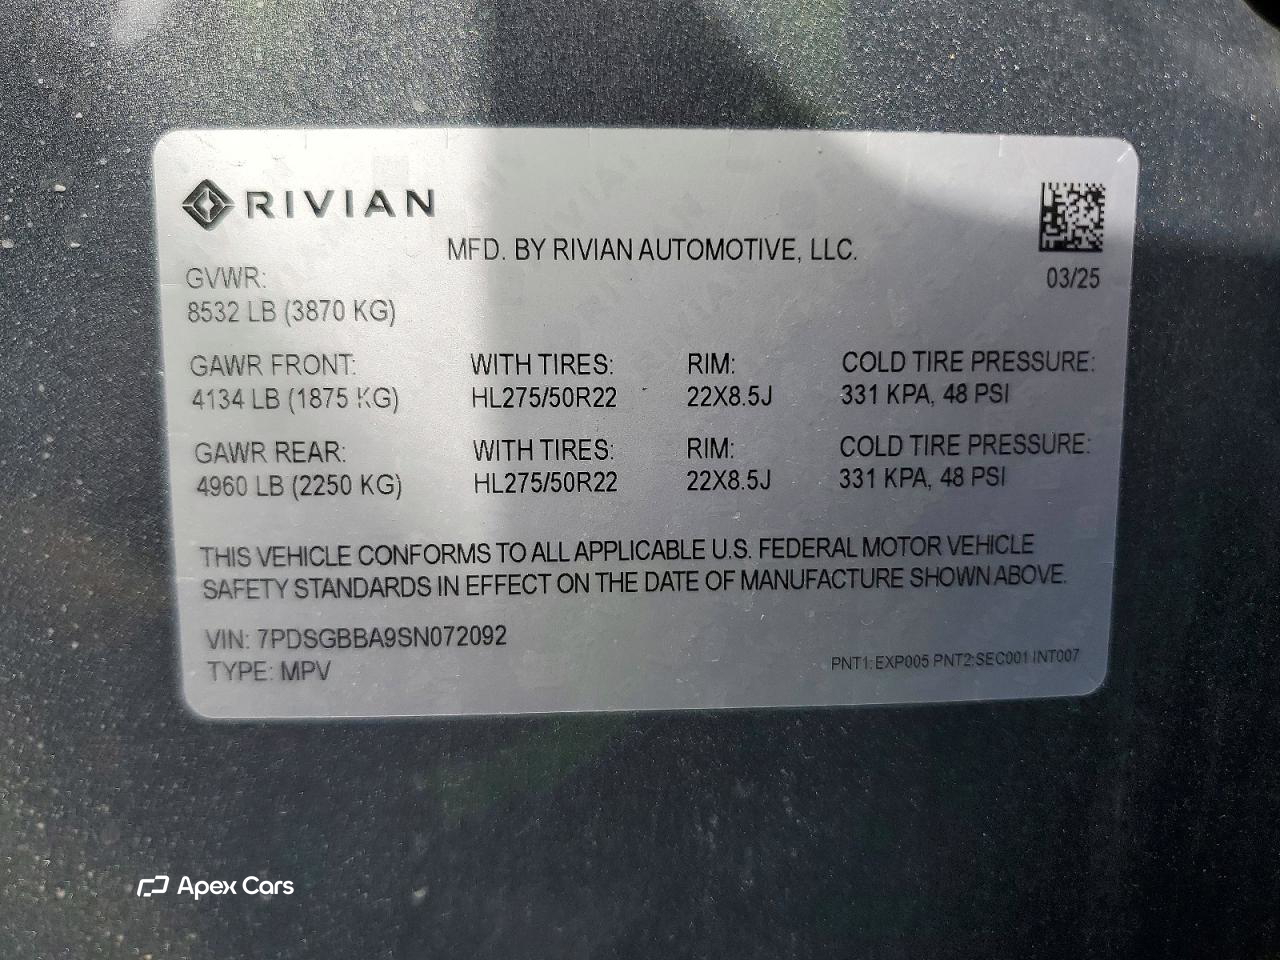 RIVIAN
MFD. BY RIVIAN AUTOMOTIVE, LLC.
03/25
GVWR:
8532 LB (3870 KG)
GAWR FRONT: WITH TIRES: RIM: COLD TIRE PRESSURE:
4134 LB (1875 KG) HL275/50R22 22X8.5J 331 KPA, 48 PSI
GAWR REAR: WITH TIRES: RIM: COLD TIRE PRESSURE:
4960 LB (2250 KG) HL275/50R22 22X8.5J 331 KPA, 48 PSI
THIS VEHICLE CONFORMS TO ALL APPLICABLE U.S. FEDERAL MOTOR VEHICLE
SAFETY STANDARDS IN EFFECT ON THE DATE OF MANUFACTURE SHOWN ABOVE.
VIN: 7PDSGBBA9SN072092
TYPE: MPV
PNT1: EXP005 PNT2:SEC001 INT007
Apex Cars